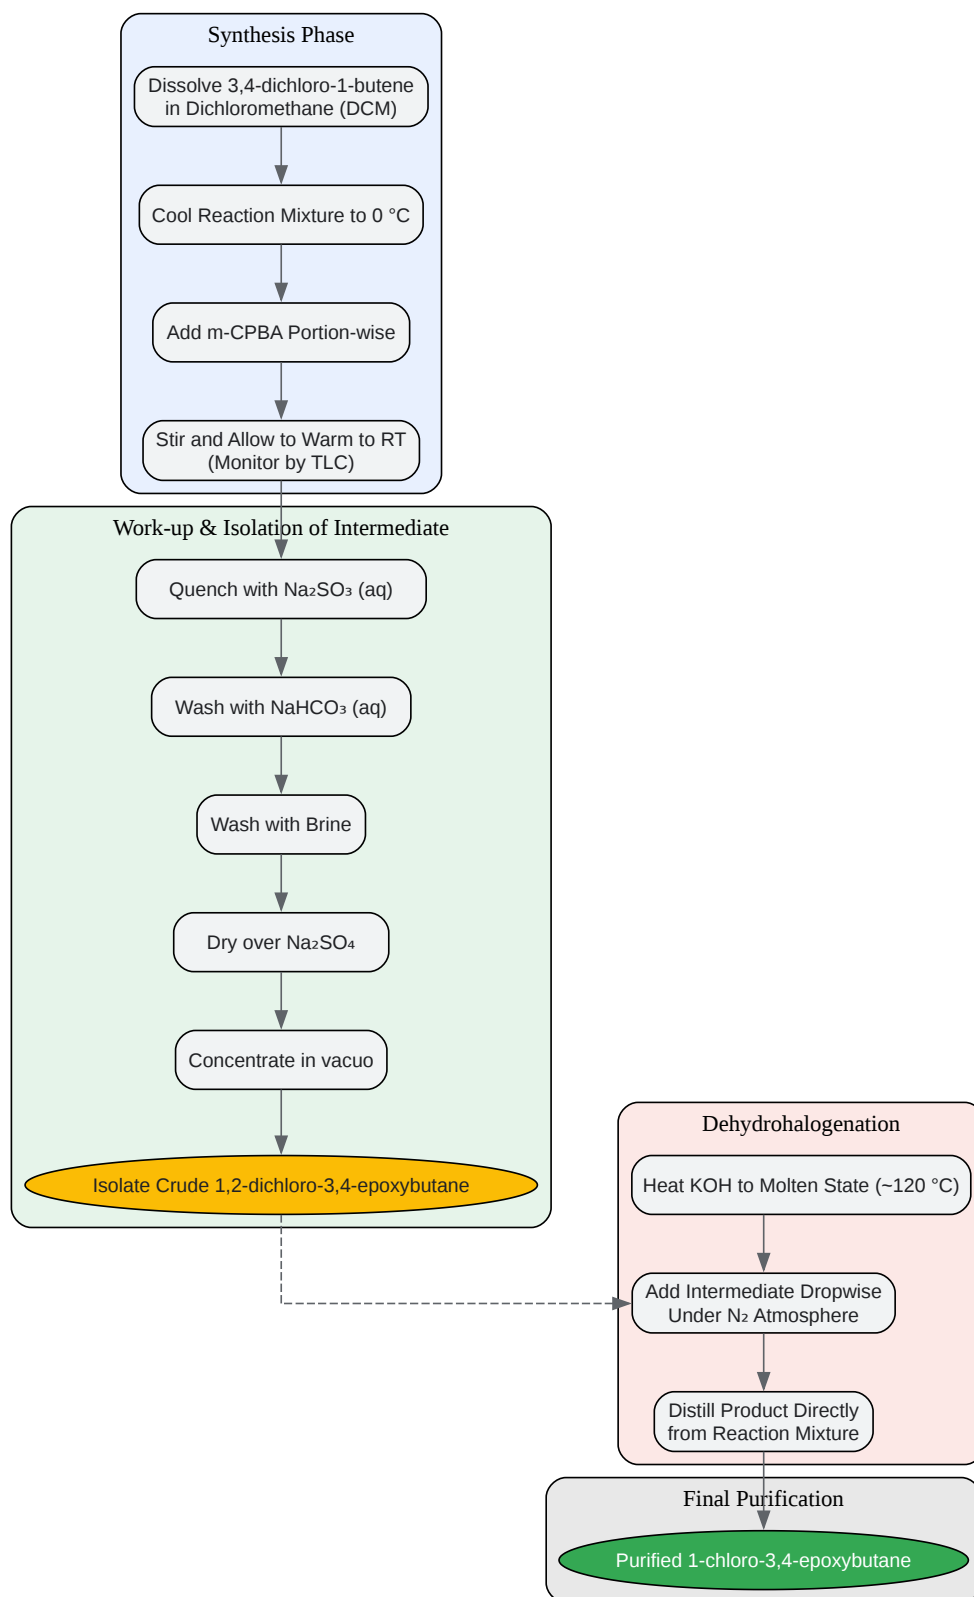 Synthesis Phase
Dissolve 3,4-dichloro-1-butene
in Dichloromethane (DCM)
Cool Reaction Mixture to 0 °C
Add m-CPBA Portion-wise
Stir and Allow to Warm to RT
(Monitor by TLC)
Work-up & Isolation of Intermediate
Quench with Na₂SO₃ (aq)
Wash with NaHCO₃ (aq)
Wash with Brine
Dry over Na₂SO₄
Concentrate in vacuo
Isolate Crude 1,2-dichloro-3,4-epoxybutane
Dehydrohalogenation
Heat KOH to Molten State (~120 °C)
Add Intermediate Dropwise
Under N₂ Atmosphere
Distill Product Directly
from Reaction Mixture
Final Purification
Purified 1-chloro-3,4-epoxybutane